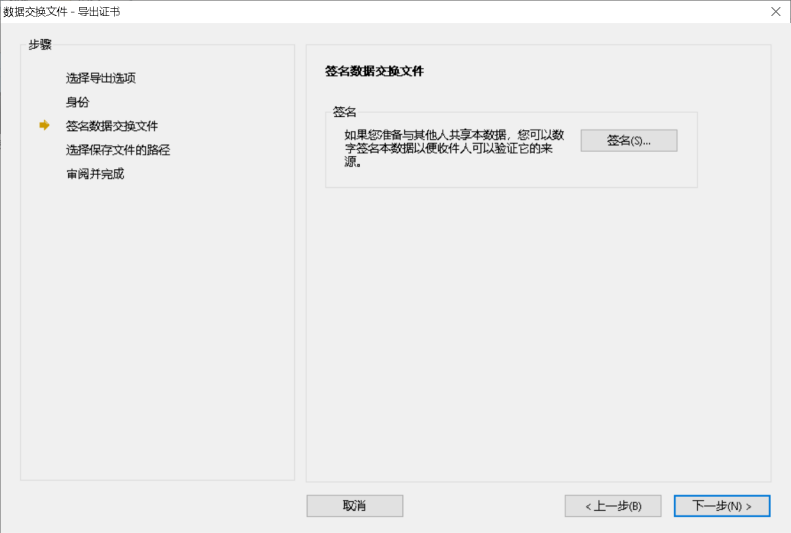 数据交换文件 - 导出证书
步骤
选择导出选项
身份
签名数据交换文件
选择保存文件的路径
审阅并完成
签名数据交换文件
签名
如果您准备与其他人共享本数据，您可以数
字签名本数据以便收件人可以验证它的来
源。
签名(S)...
取消
< 上一步(B)
下一步(N) >